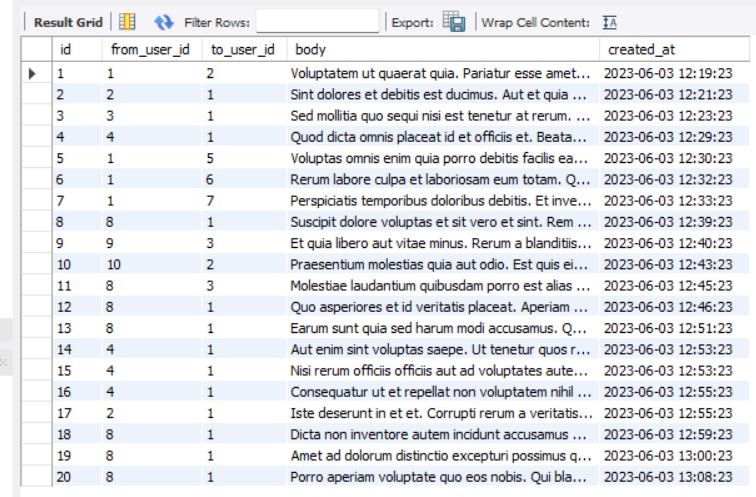 Result Grid Filter Rows: Export: Wrap Cell Content: IA
id from_user_id to_user_id body created_at
1 1 2 Voluptatem ut quaerat quia. Pariatur esse amet... 2023-06-03 12:19:23
2 2 1 Sint dolores et debitis est ducimus. Aut et quia ... 2023-06-03 12:21:23
3 3 1 Sed mollitia quo sequi nisi est tenetur at rerum. ... 2023-06-03 12:23:23
4 4 1 Quod dicta omnis placeat id et officiis et. Beata... 2023-06-03 12:29:23
5 1 5 Voluptas omnis enim quia porro debitis facilis ea... 2023-06-03 12:30:23
6 1 6 Rerum labore culpa et laboriosam eum totam. Q... 2023-06-03 12:32:23
7 1 7 Perspiciatis temporibus doloribus debitis. Et inve... 2023-06-03 12:33:23
8 8 1 Suscipit dolore voluptas et sit vero et sint. Rem ... 2023-06-03 12:39:23
9 9 3 Et quia libero aut vitae minus. Rerum a blanditiis... 2023-06-03 12:40:23
10 10 2 Praesentium molestias quia aut odio. Est quis ei... 2023-06-03 12:43:23
11 8 3 Molestiae laudantium quibusdam porro est alias ... 2023-06-03 12:45:23
12 8 1 Quo asperiores et id veritatis placeat. Aperiam ... 2023-06-03 12:46:23
13 8 1 Earum sunt quia sed harum modi accusamus. Q... 2023-06-03 12:51:23
14 4 1 Aut enim sint voluptas saepe. Ut tenetur quos r... 2023-06-03 12:53:23
15 4 1 Nisi rerum officiis officiis aut ad voluptates aute... 2023-06-03 12:53:23
16 4 1 Consequatur ut et repellat non voluptatem nihil ... 2023-06-03 12:55:23
17 2 1 Iste deserunt in et et. Corrupti rerum a veritatis... 2023-06-03 12:55:23
18 8 1 Dicta non inventore autem incidunt accusamus ... 2023-06-03 12:59:23
19 8 1 Amet ad dolorum distinctio excepturi possimus q... 2023-06-03 13:00:23
20 8 1 Porro aperiam voluptate quo eos nobis. Qui bla... 2023-06-03 13:08:23